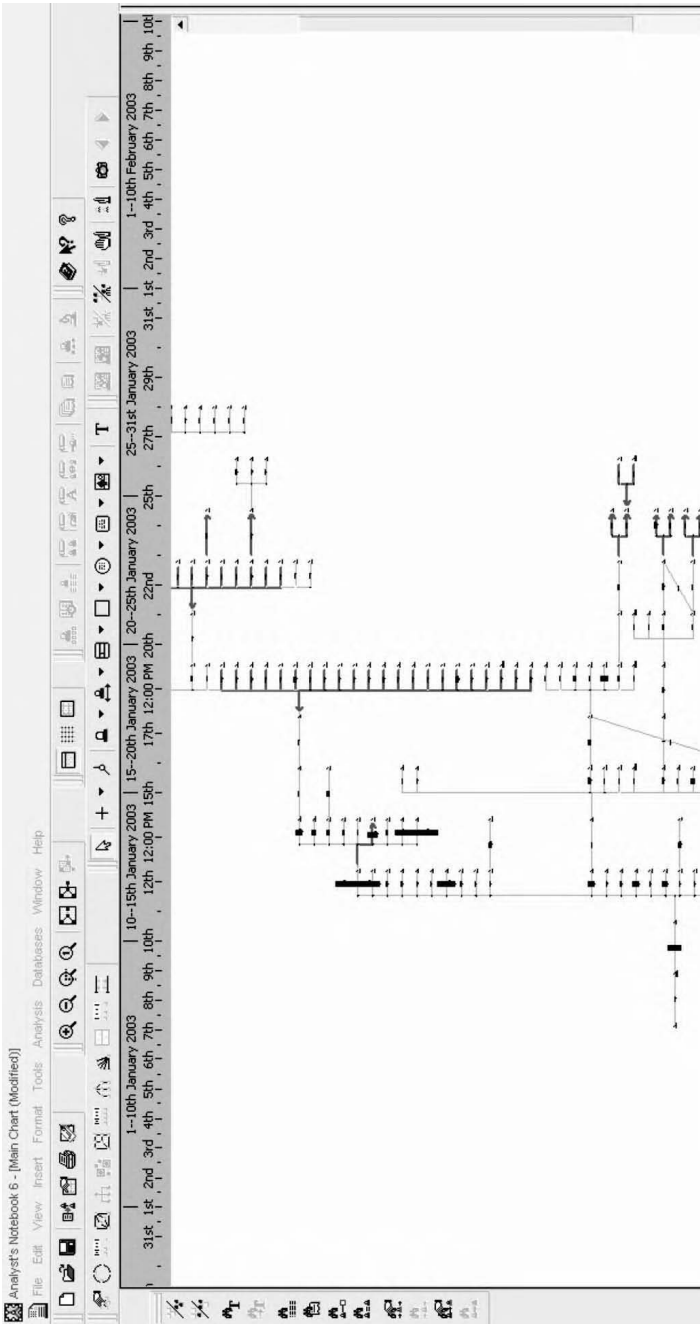 Analyst's Notebook 6 - [Main Chart (Modified)]
File Edit View Insert Format Tools Analysis Databases Window Help
1--10th January 2003 10--15th January 2003 15--20th January 2003 20--25th January 2003 25--31st January 2003 1--10th February 2003
31st 1st 2nd 3rd 4th 5th 6th 7th 8th 9th 10th 12th 12:00 PM 15th 17th 12:00 PM 20th 22nd 25th 27th 29th 31st 1st 2nd 3rd 4th 5th 6th 7th 8th 9th 10t